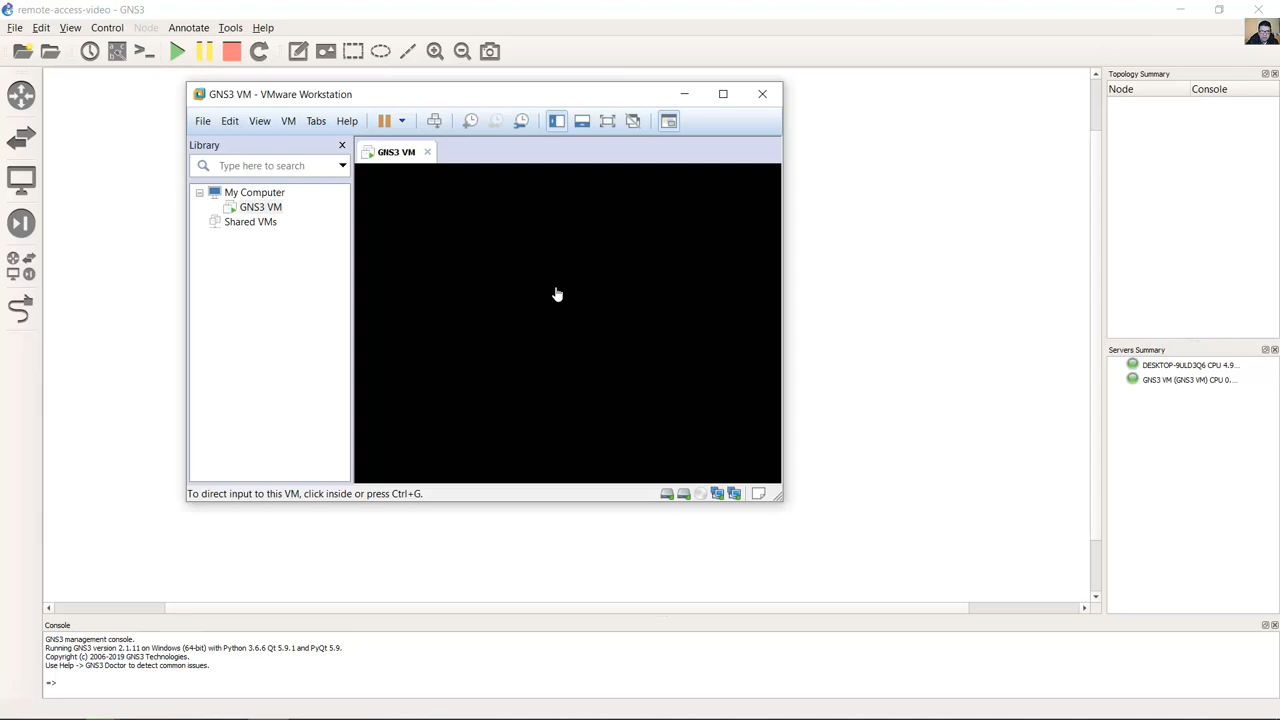 remote-access-video - GNS3
File Edit View Control Node Annotate Tools Help
GNS3 VM - VMware Workstation
File Edit View VM Tabs Help
Library
Type here to search
My Computer
GNS3 VM
Shared VMs
GNS3 VM
To direct input to this VM, click inside or press Ctrl+G.
Topology Summary
Node Console
Servers Summary
DESKTOP-9ULD3Q6 CPU 4.9...
GNS3 VM (GNS3 VM) CPU 0....
Console
GNS3 management console.
Running GNS3 version 2.1.11 on Windows (64-bit) with Python 3.6.6 Qt 5.9.1 and PyQt 5.9.
Copyright (c) 2006-2019 GNS3 Technologies.
Use Help -> GNS3 Doctor to detect common issues.
=>